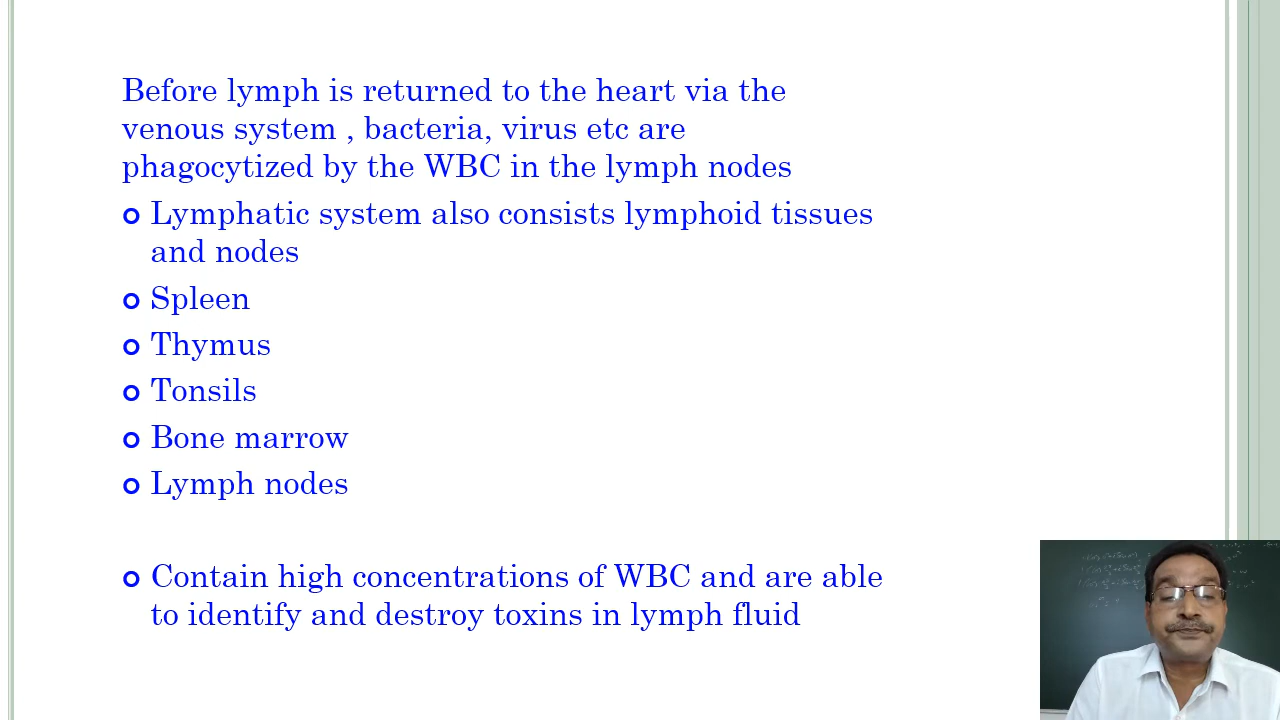 Before lymph is returned to the heart via the
venous system , bacteria, virus etc are
phagocytized by the WBC in the lymph nodes
Lymphatic system also consists lymphoid tissues
and nodes
Spleen
Thymus
Tonsils
Bone marrow
Lymph nodes
Contain high concentrations of WBC and are able
to identify and destroy toxins in lymph fluid